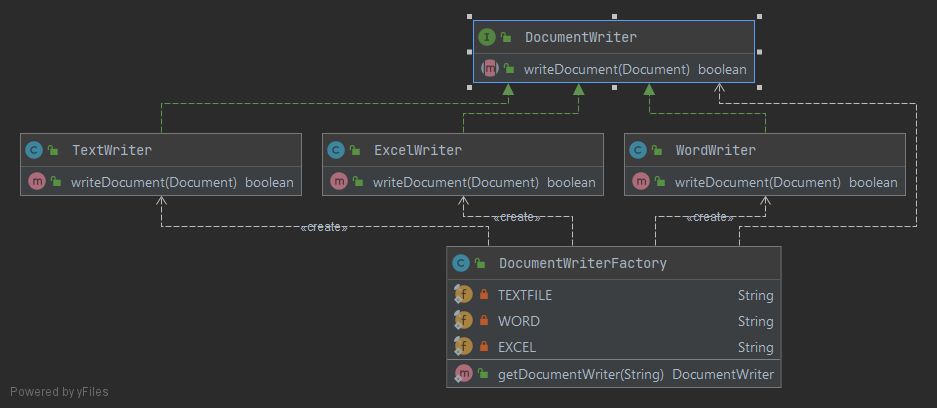 DocumentWriter
writeDocument(Document) boolean
TextWriter
writeDocument(Document) boolean
ExcelWriter
writeDocument(Document) boolean
WordWriter
writeDocument(Document) boolean
«create»
«create»
«create»
DocumentWriterFactory
TEXTFILE String
WORD String
EXCEL String
getDocumentWriter(String) DocumentWriter
Powered by yFiles